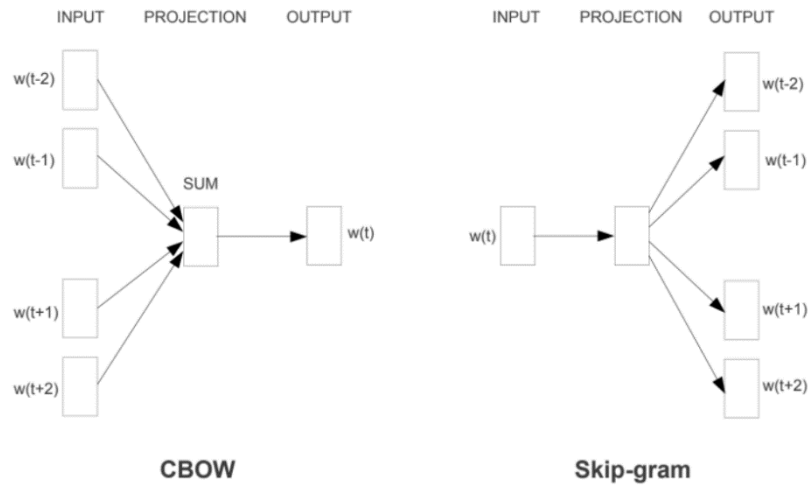 INPUT PROJECTION OUTPUT
w(t-2)
w(t-1)
SUM
w(t)
w(t+1)
w(t+2)
CBOW
INPUT PROJECTION OUTPUT
w(t-2)
w(t-1)
w(t)
w(t+1)
w(t+2)
Skip-gram